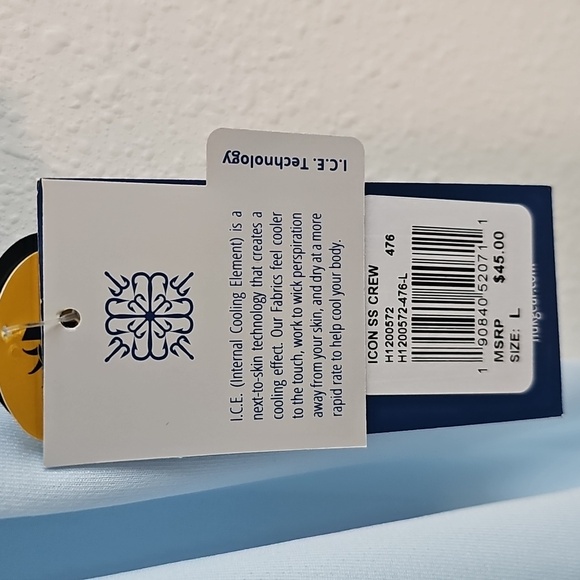 I.C.E. Technology
I.C.E. (Internal Cooling Element) is a
next-to-skin technology that creates a
cooling effect. Our Fabrics feel cooler
to the touch, work to wick perspiration
away from your skin, and dry at a more
rapid rate to help cool your body.
ICON SS CREW
H1200572 476
H1200572-476-L
1 90840 52071 1
MSRP $45.00
SIZE: L